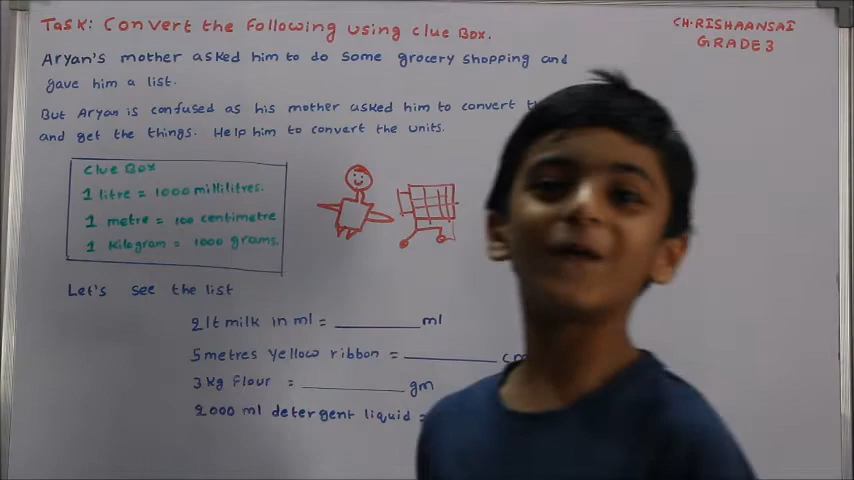 Task: Convert the following using clue Box.
CH.RISHAANSAI
GRADE 3
Aryan's mother asked him to do some grocery shopping and
gave him a list.
But Aryan is confused as his mother asked him to convert
and get the things. Help him to convert the units.
Clue Box
1 litre = 1000 millilitres.
1 metre = 100 centimetre
1 Kilogram = 1000 grams.
Let's see the list
2 lt milk in ml = ________ ml
5 metres yellow ribbon = ________ cm
3 kg flour = ________ gm
2000 ml detergent liquid =